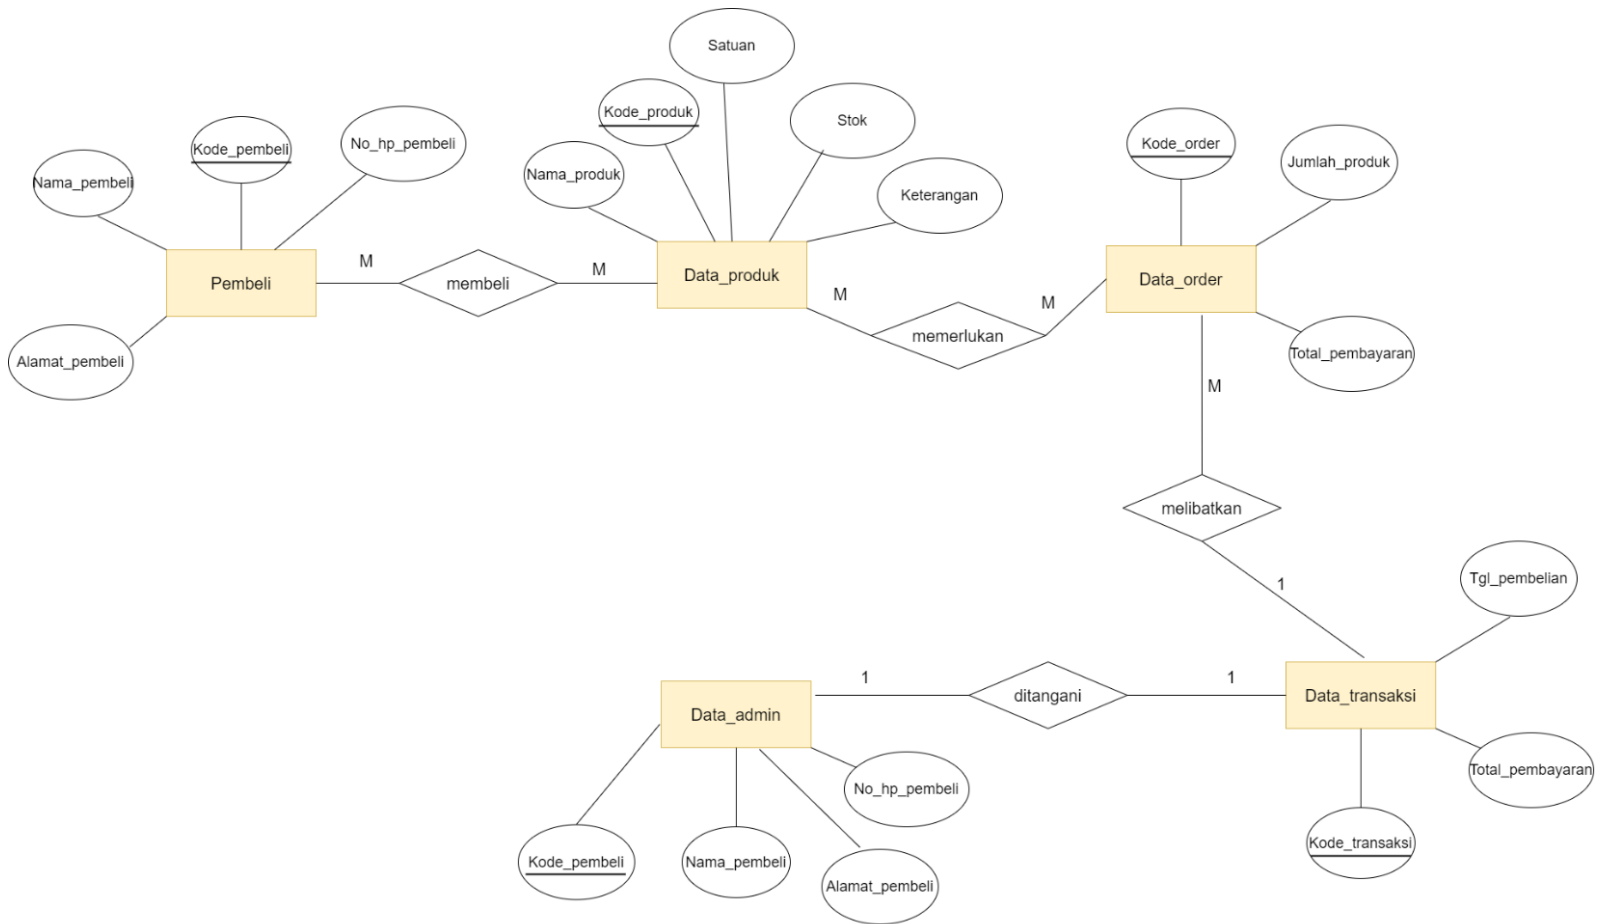 Satuan
Kode_produk
Stok
Nama_produk
Keterangan
Kode_pembeli
No_hp_pembeli
Nama_pembeli
Kode_order
Jumlah_produk
Pembeli
M
membeli
M
Data_produk
M
memerlukan
M
Data_order
Alamat_pembeli
Total_pembayaran
M
melibatkan
1
Tgl_pembelian
Data_admin
1
ditangani
1
Data_transaksi
No_hp_pembeli
Total_pembayaran
Kode_pembeli
Nama_pembeli
Alamat_pembeli
Kode_transaksi